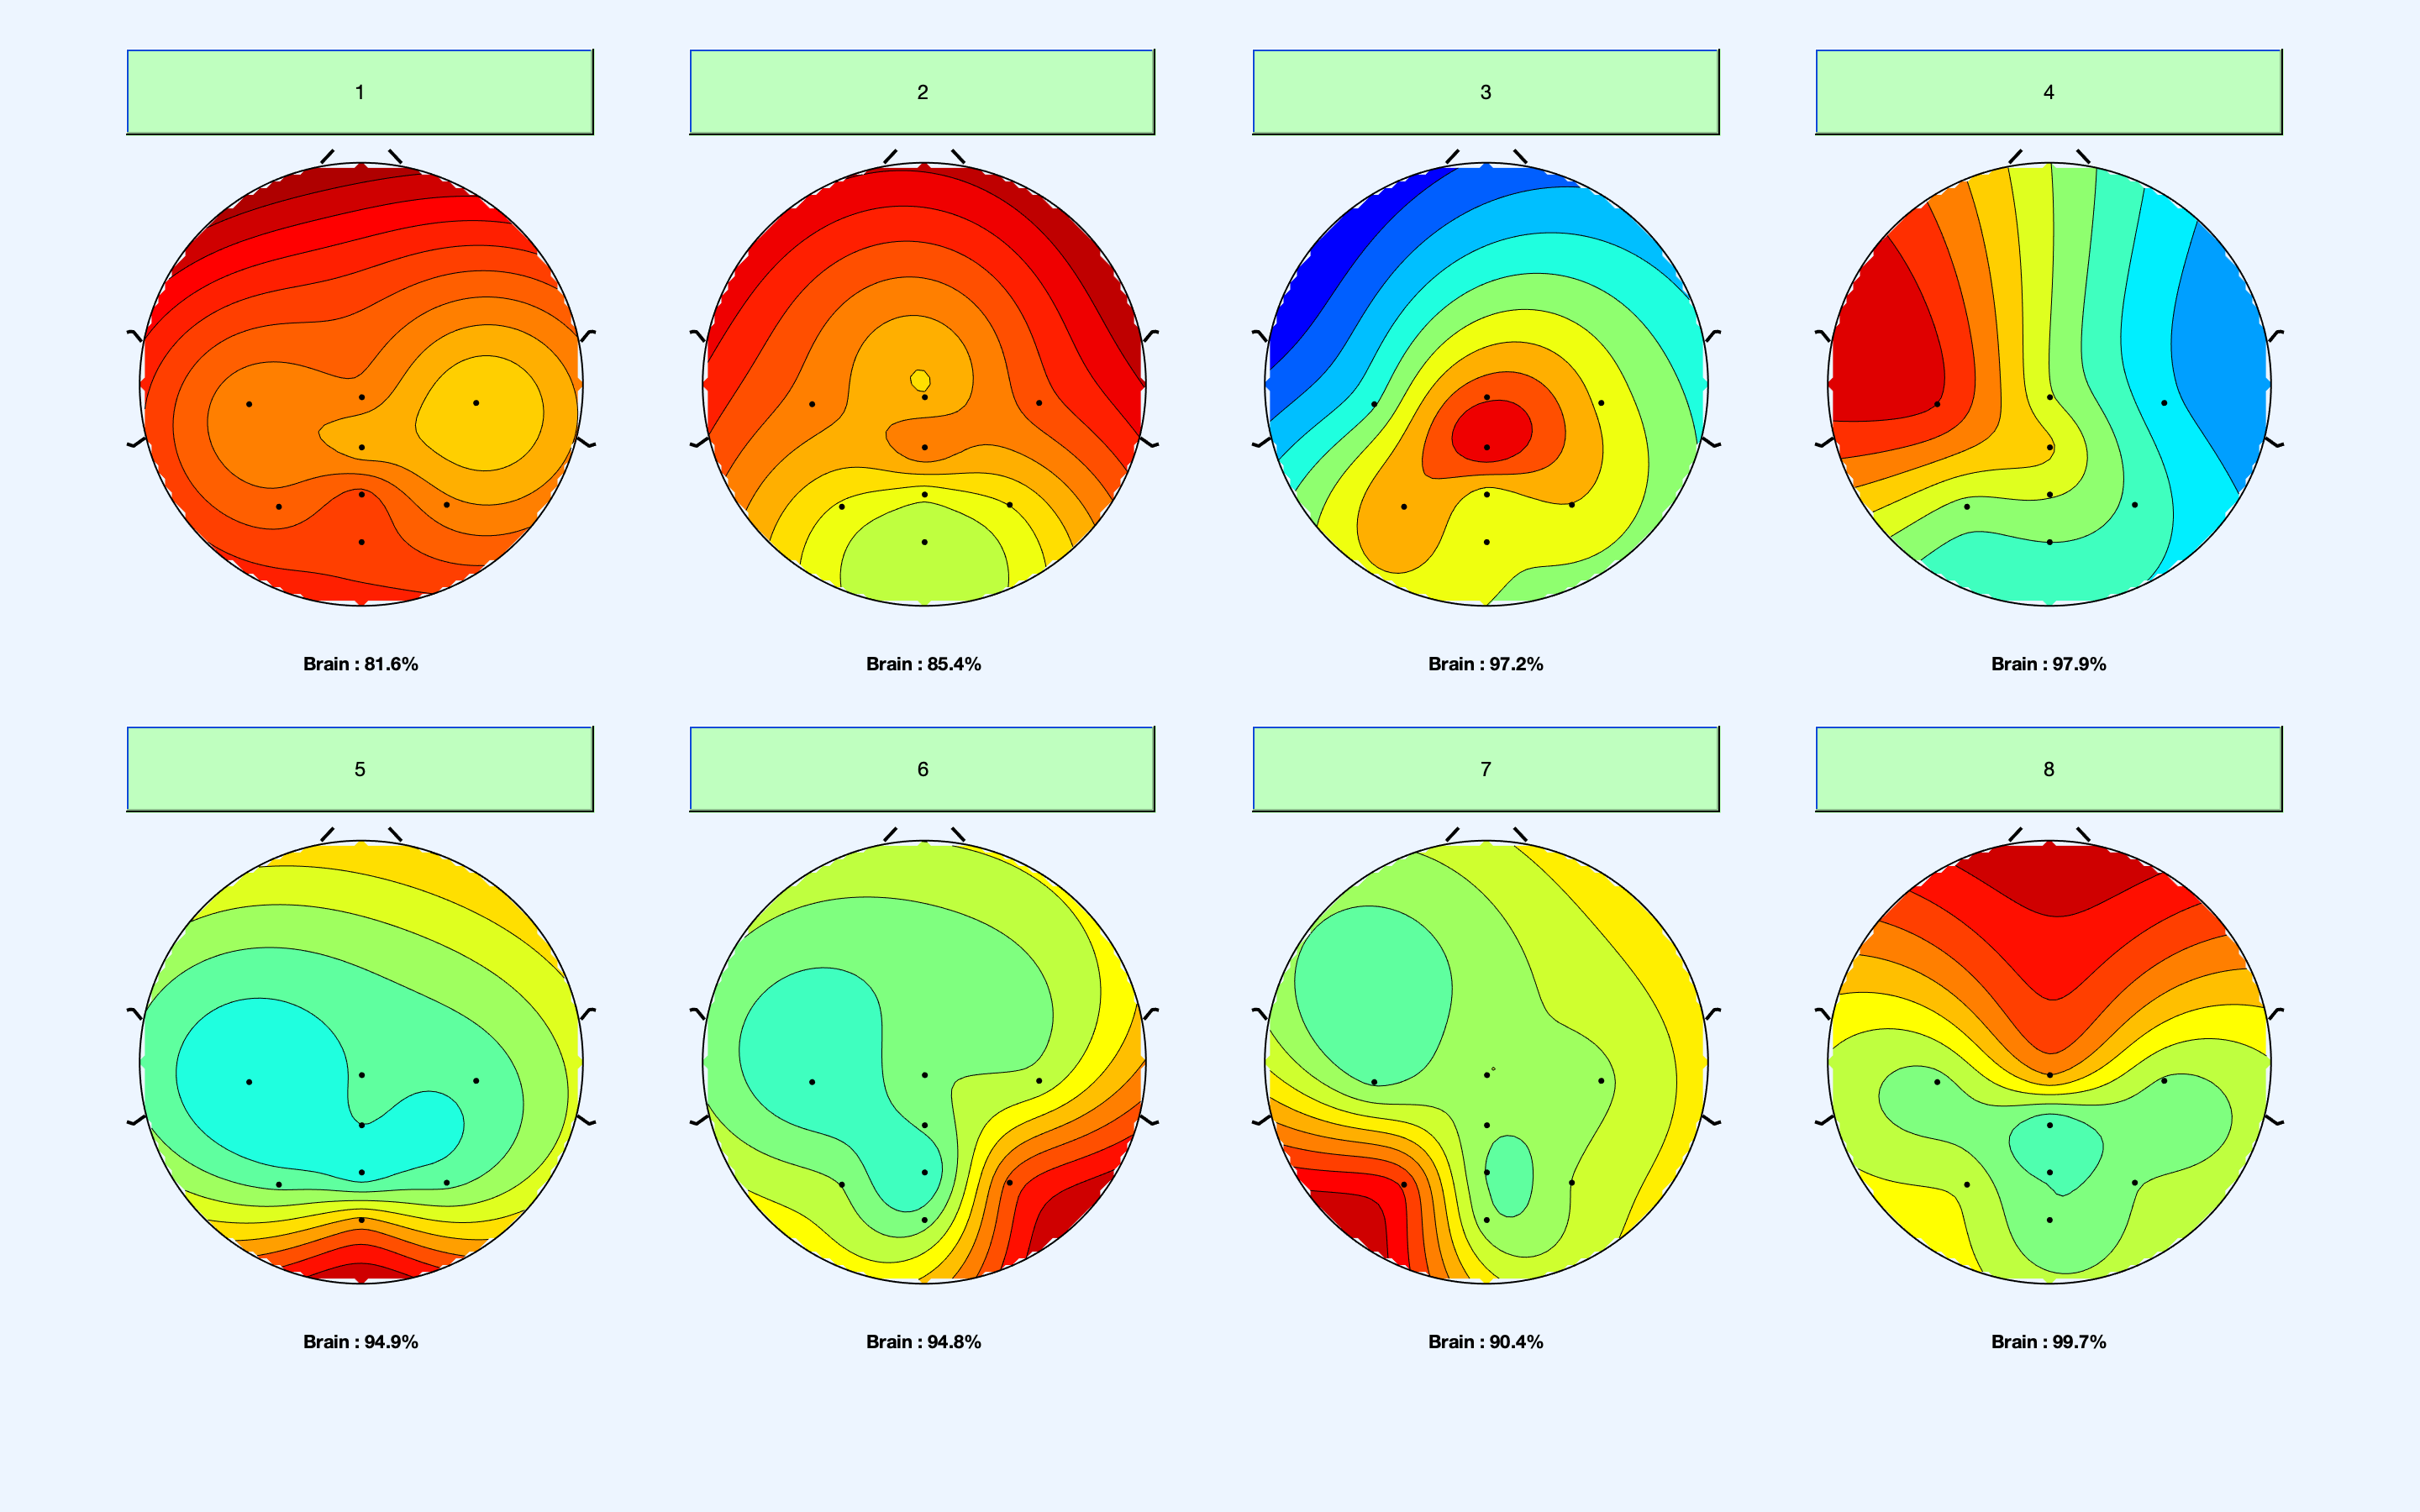 1
2
3
4
Brain : 81.6%
Brain : 85.4%
Brain : 97.2%
Brain : 97.9%
5
6
7
8
Brain : 94.9%
Brain : 94.8%
Brain : 90.4%
Brain : 99.7%